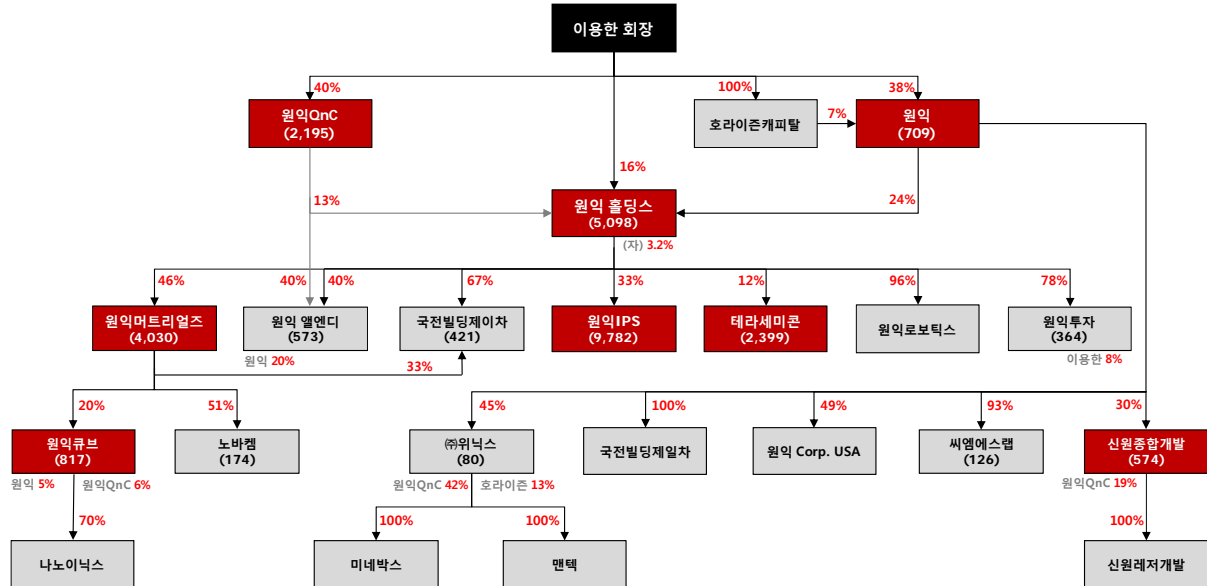 이용한 회장
40%
100%
38%
원익QnC
(2,195)
호라이즌캐피탈
7%
원익
(709)
16%
13%
원익 홀딩스
(5,098)
24%
(자) 3.2%
46%
40%
40%
67%
33%
12%
96%
78%
원익머트리얼즈
(4,030)
원익 앨엔디
(573)
국전빌딩제이차
(421)
원익IPS
(9,782)
테라세미콘
(2,399)
원익로보틱스
원익투자
(364)
원익 20%
33%
이용한 8%
20%
51%
45%
100%
49%
93%
30%
원익큐브
(817)
노바켐
(174)
㈜위닉스
(80)
국전빌딩제일차
원익 Corp. USA
씨엠에스랩
(126)
신원종합개발
(574)
원익 5%
원익QnC 6%
원익QnC 42%
호라이즌 13%
원익QnC 19%
70%
100%
100%
100%
나노이닉스
미네박스
맨텍
신원레저개발